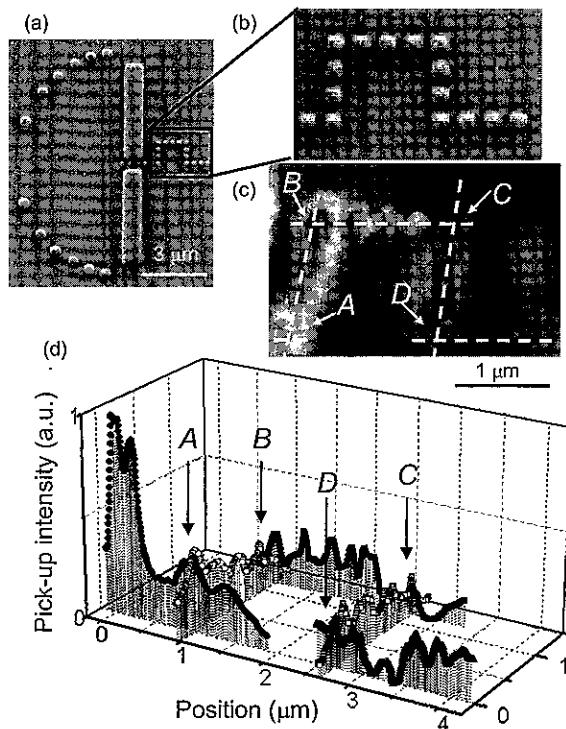 (a)
(b)
3 μm
(c)
B
C
A
D
1 μm
(d)
Pick-up intensity (a.u.)
1
0
A
B
D
C
0
1
2
3
4
0
1
Position (μm)